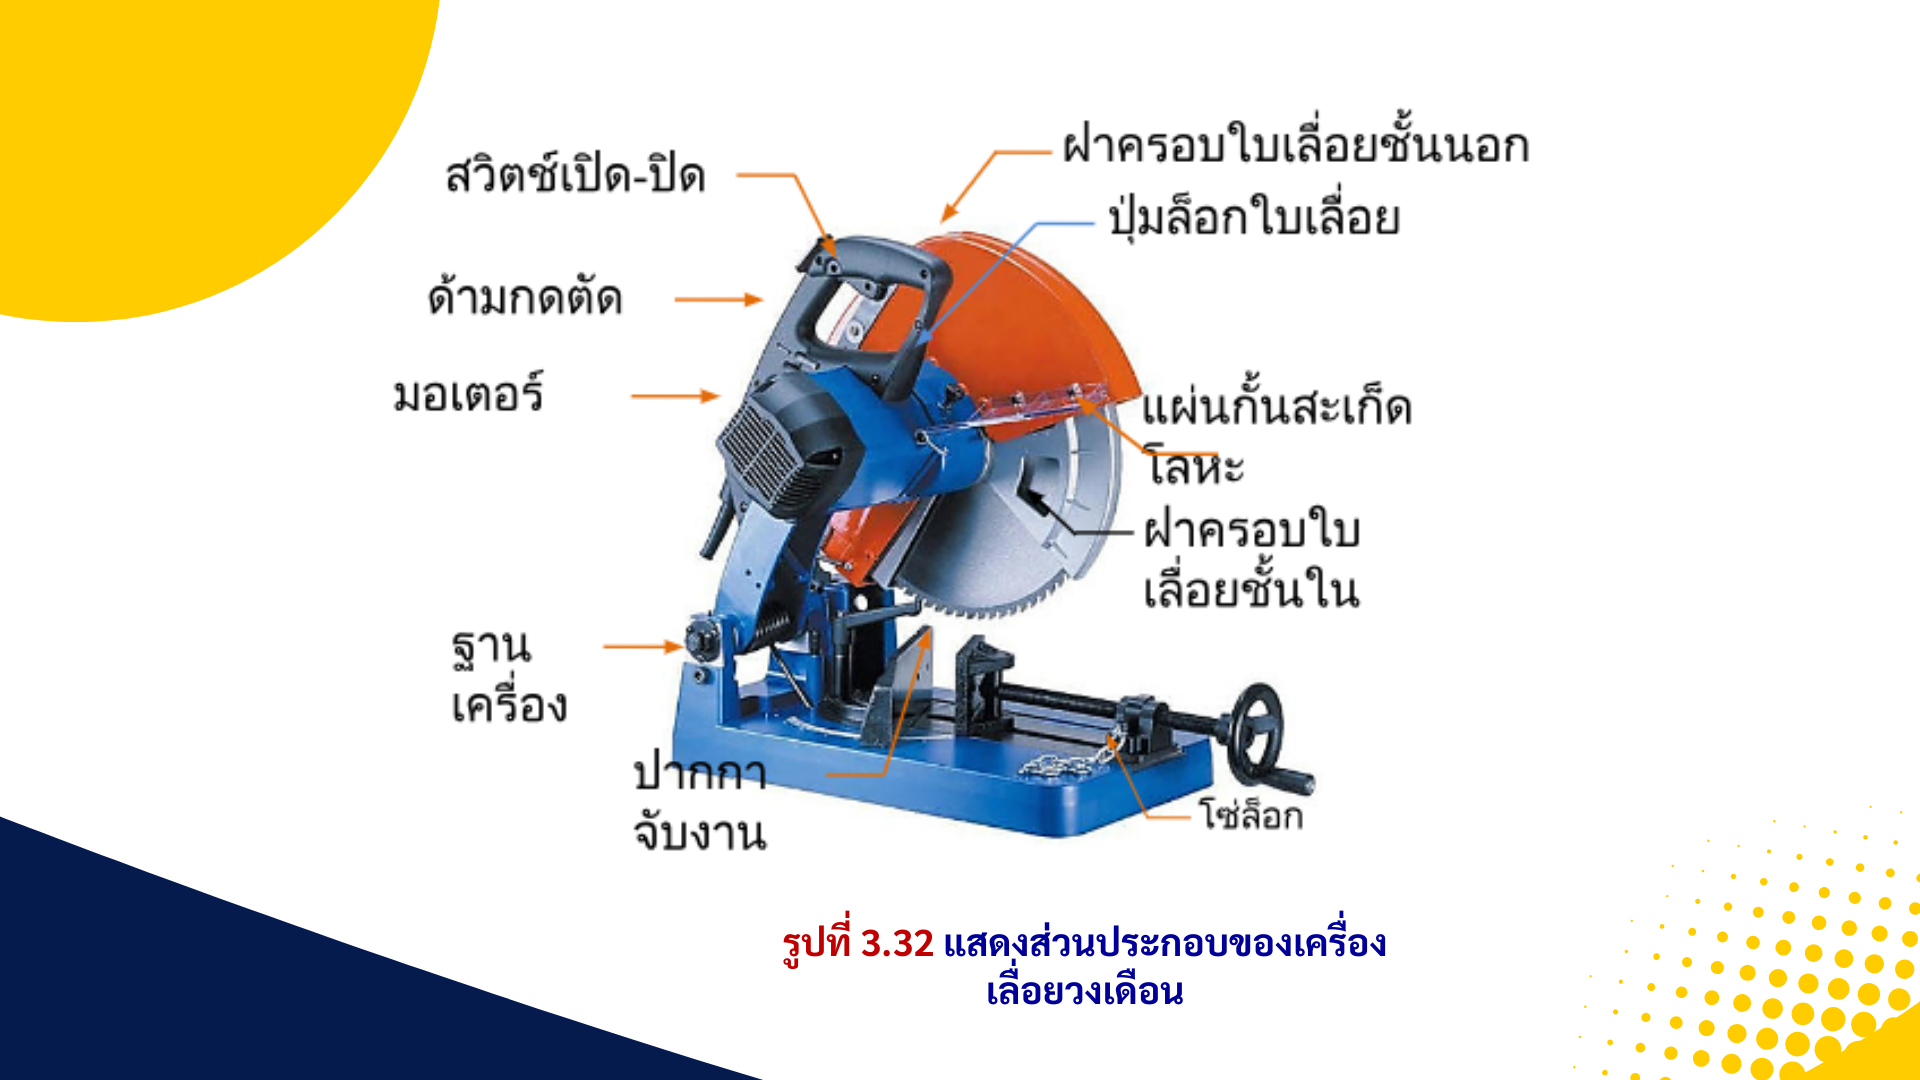 สวิตช์เปิด-ปิด
ฝาครอบใบเลื่อยชั้นนอก
ปุ่มล็อกใบเลื่อย
ด้ามกดตัด
มอเตอร์
แผ่นกั้นสะเก็ด
โลหะ
ฝาครอบใบ
เลื่อยชั้นใน
ฐาน
เครื่อง
ปากกา
จับงาน
โซ่ล็อก
รูปที่ 3.32 แสดงส่วนประกอบของเครื่อง
เลื่อยวงเดือน